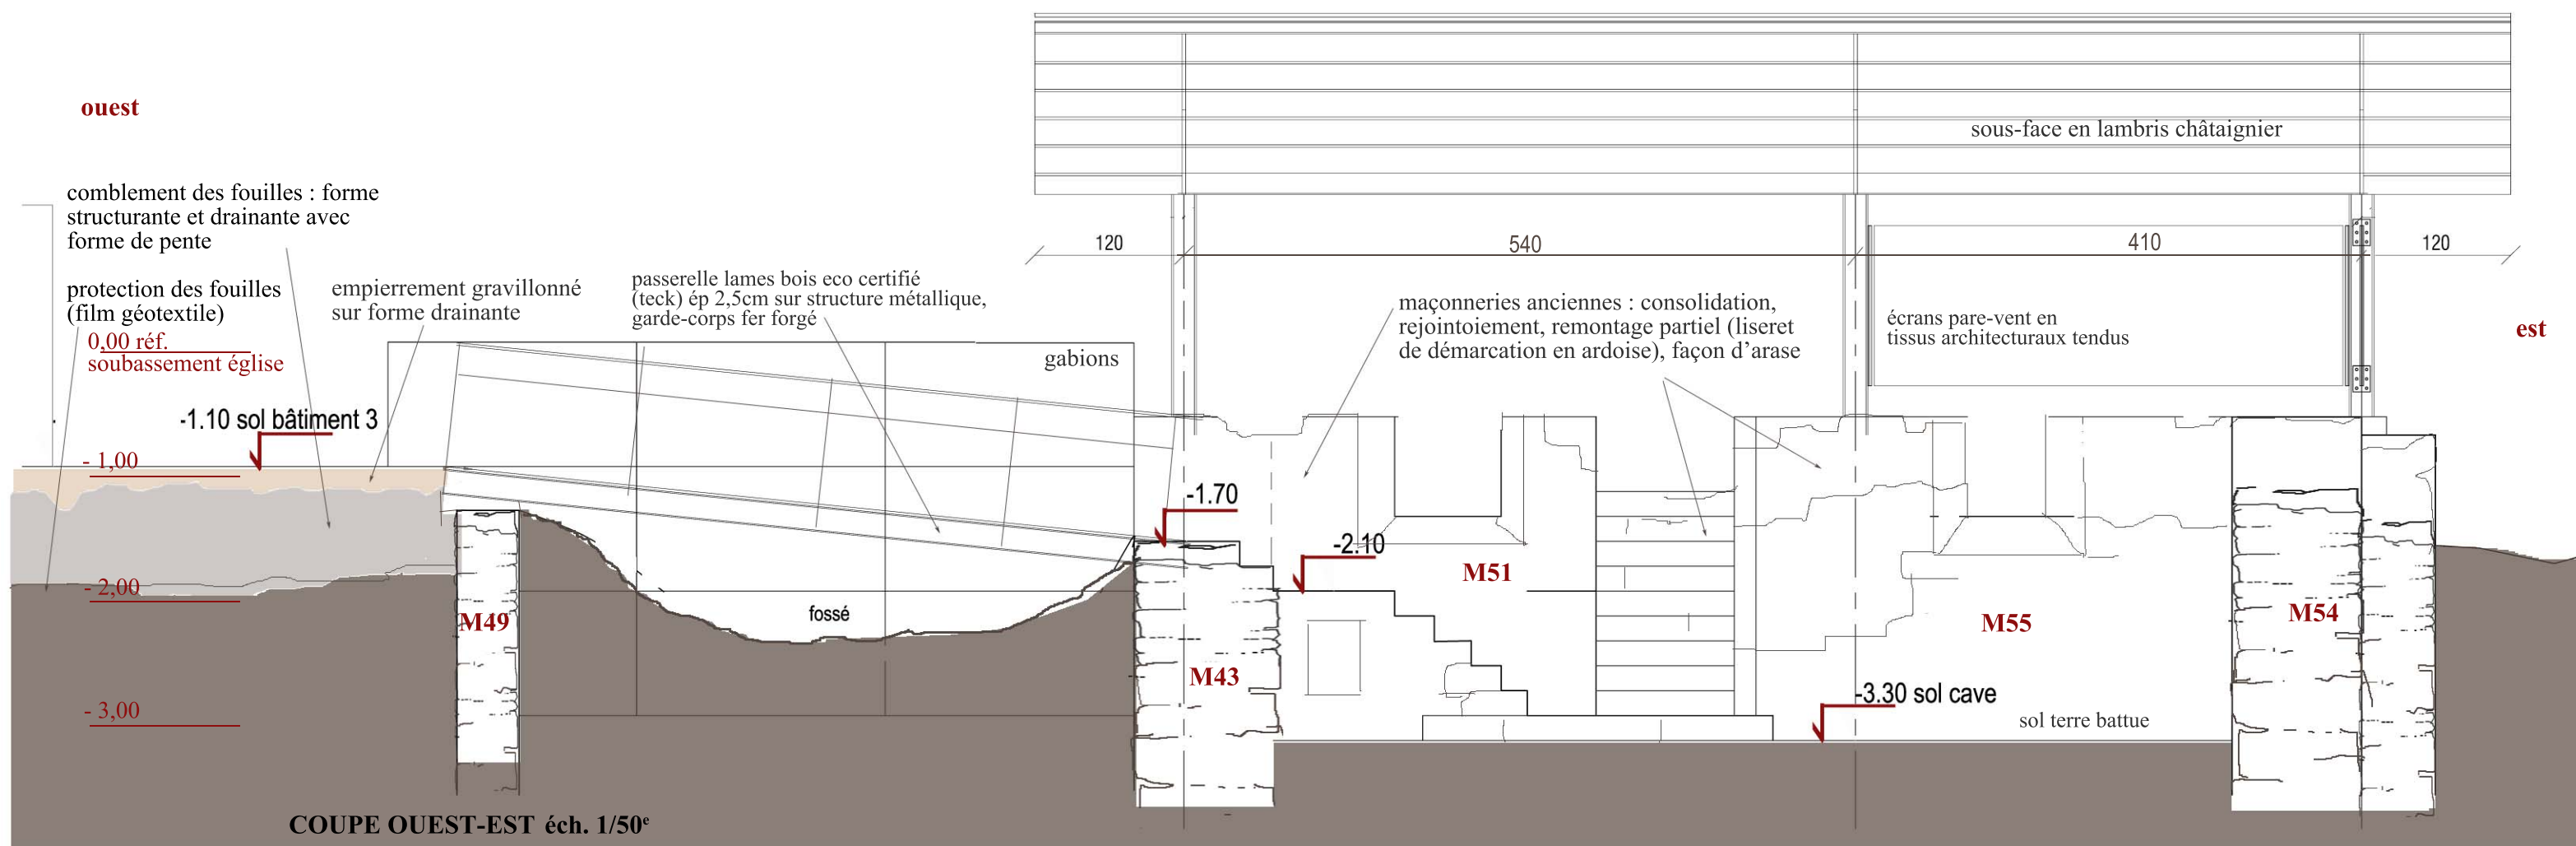 ouest
sous-face en lambris châtaignier
comblement des fouilles : forme
structurante et drainante avec
forme de pente
120
540
410
120
protection des fouilles
(film géotextile)
empierrement gravillonné
sur forme drainante
passerelle lames bois eco certifié
(teck) ép 2,5cm sur structure métallique,
garde-corps fer forgé
maçonneries anciennes : consolidation,
rejointoiement, remontage partiel (liseret
de démarcation en ardoise), façon d’arase
écrans pare-vent en
tissus architecturaux tendus
est
0,00 réf.
soubassement église
gabions
-1.10 sol bâtiment 3
- 1,00
-1.70
-2.10
M51
- 2,00
fossé
M49
M55
M54
M43
- 3,00
-3.30 sol cave
sol terre battue
COUPE OUEST-EST éch. 1/50e